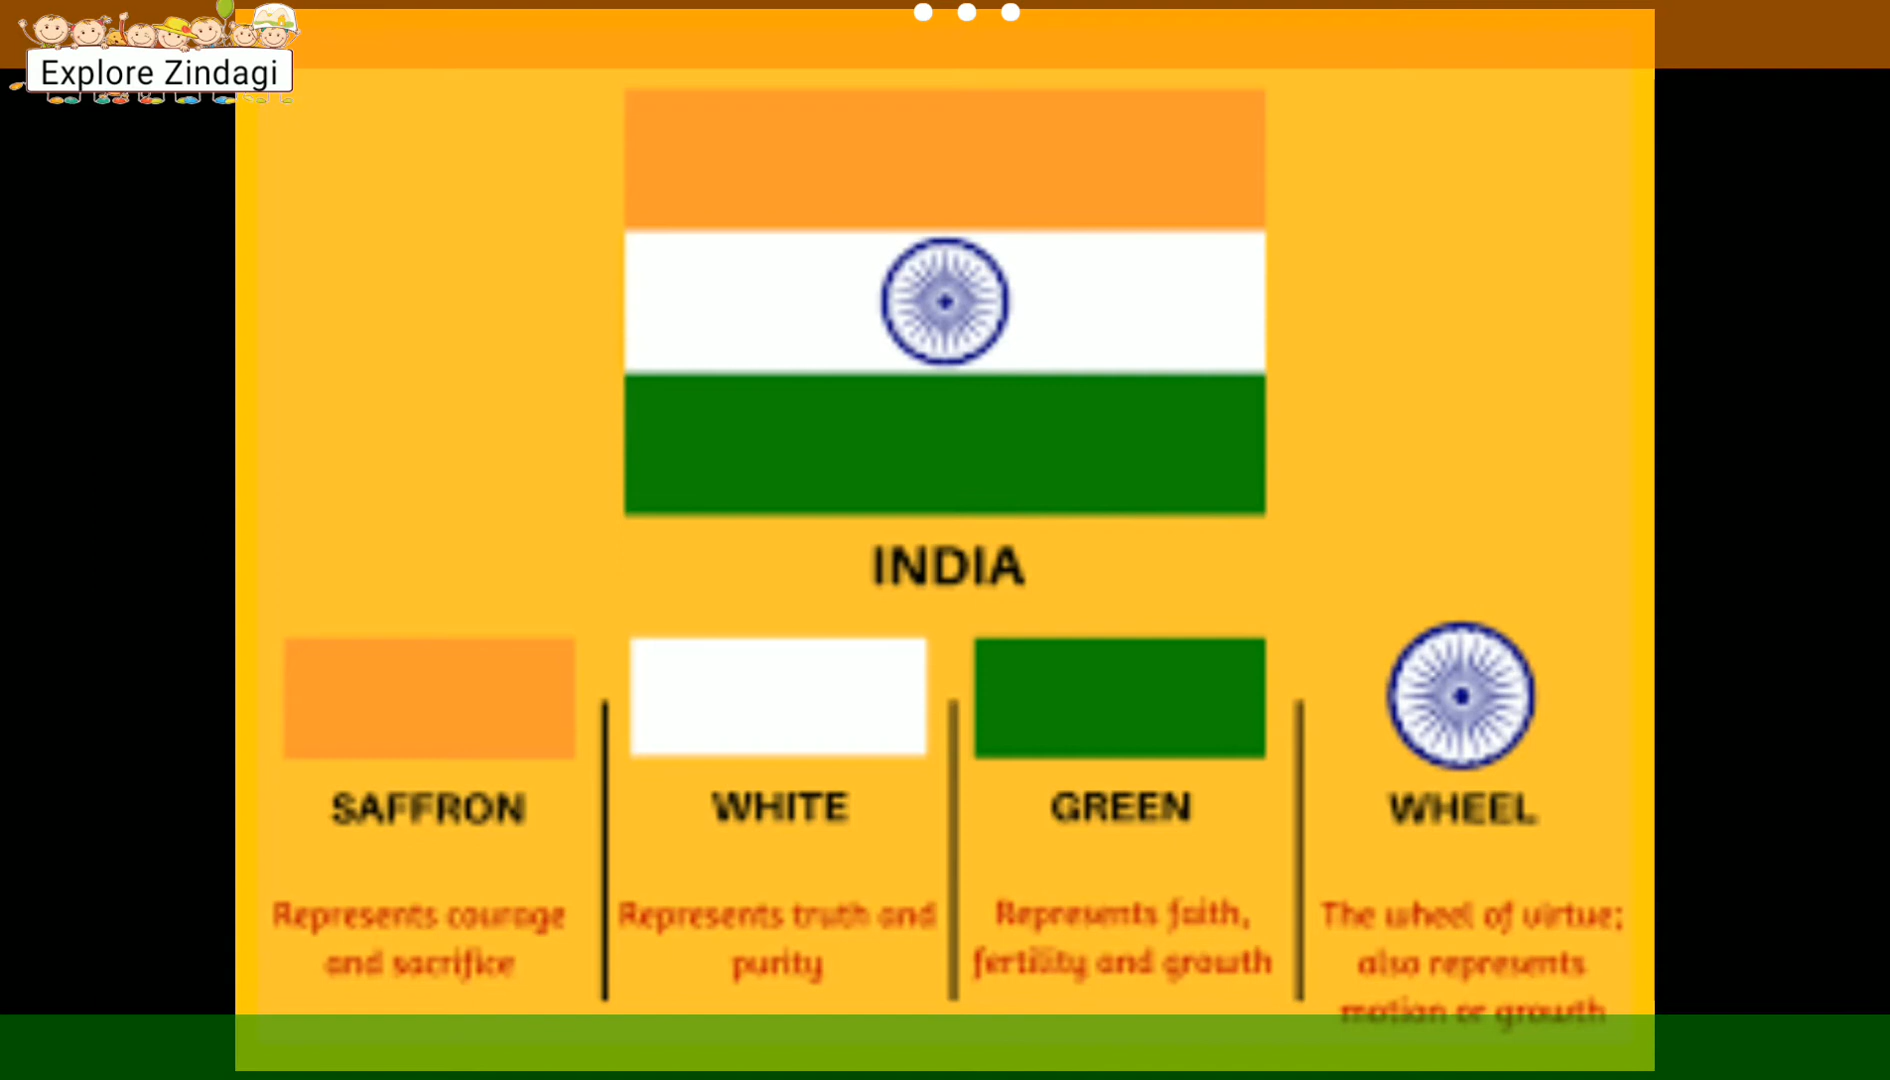 Explore Zindagi
INDIA
SAFFRON
WHITE
GREEN
WHEEL
Represents courage
and sacrifice
Represents truth and
purity
Represents faith,
fertility and growth
The wheel of virtue;
also represents
motion or growth